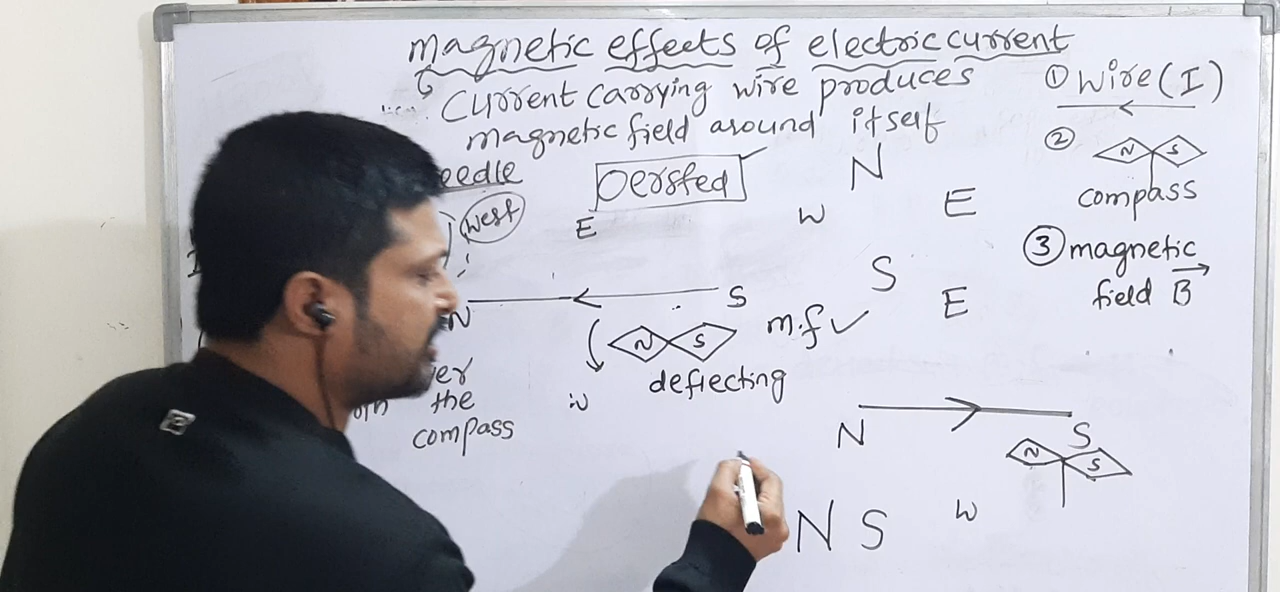 magnetic effects of electric current
Current carrying wire produces
magnetic field around itself
eedle
Oersted
West
E
N
S
N S
m.f ✓
deflecting
W
er
the
compass
N
W E
S
① Wire (I)
②
N S
compass
③ magnetic
field B
E
N S
N S
W
N S